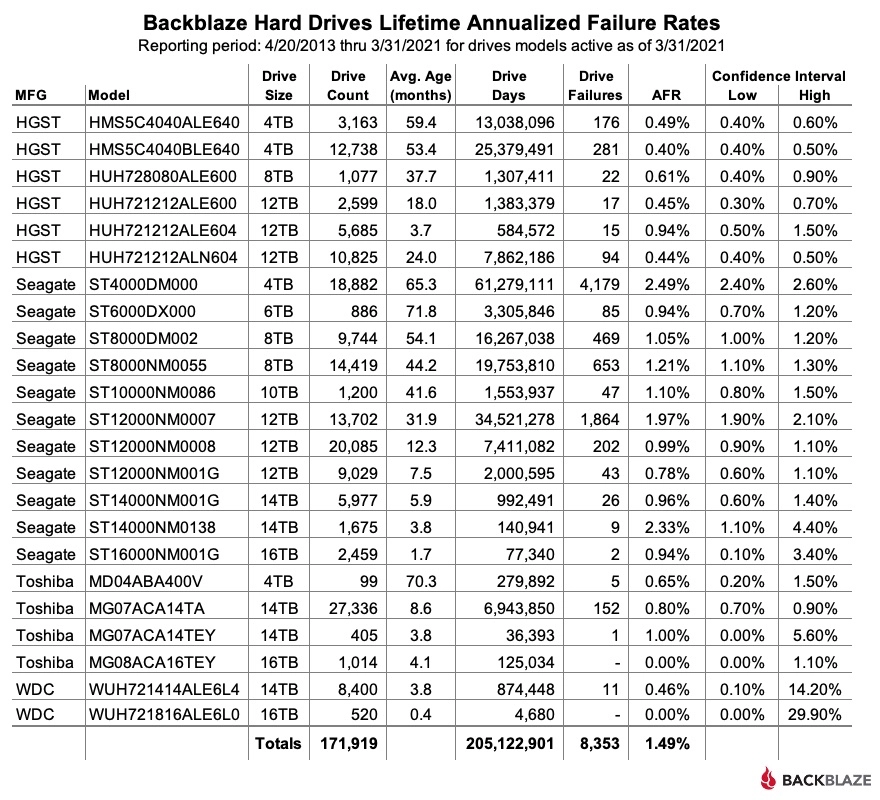 Backblaze Hard Drives Lifetime Annualized Failure Rates
Reporting period: 4/20/2013 thru 3/31/2021 for drives models active as of 3/31/2021
Drive Drive Avg. Age Drive Drive Confidence Interval
MFG Model Size Count (months) Days Failures AFR Low High
HGST HMS5C4040ALE640 4TB 3,163 59.4 13,038,096 176 0.49% 0.40% 0.60%
HGST HMS5C4040BLE640 4TB 12,738 53.4 25,379,491 281 0.40% 0.40% 0.50%
HGST HUH728080ALE600 8TB 1,077 37.7 1,307,411 22 0.61% 0.40% 0.90%
HGST HUH721212ALE600 12TB 2,599 18.0 1,383,379 17 0.45% 0.30% 0.70%
HGST HUH721212ALE604 12TB 5,685 3.7 584,572 15 0.94% 0.50% 1.50%
HGST HUH721212ALN604 12TB 10,825 24.0 7,862,186 94 0.44% 0.40% 0.50%
Seagate ST4000DM000 4TB 18,882 65.3 61,279,111 4,179 2.49% 2.40% 2.60%
Seagate ST6000DX000 6TB 886 71.8 3,305,846 85 0.94% 0.70% 1.20%
Seagate ST8000DM002 8TB 9,744 54.1 16,267,038 469 1.05% 1.00% 1.20%
Seagate ST8000NM0055 8TB 14,419 44.2 19,753,810 653 1.21% 1.10% 1.30%
Seagate ST10000NM0086 10TB 1,200 41.6 1,553,937 47 1.10% 0.80% 1.50%
Seagate ST12000NM0007 12TB 13,702 31.9 34,521,278 1,864 1.97% 1.90% 2.10%
Seagate ST12000NM0008 12TB 20,085 12.3 7,411,082 202 0.99% 0.90% 1.10%
Seagate ST12000NM001G 12TB 9,029 7.5 2,000,595 43 0.78% 0.60% 1.10%
Seagate ST14000NM001G 14TB 5,977 5.9 992,491 26 0.96% 0.60% 1.40%
Seagate ST14000NM0138 14TB 1,675 3.8 140,941 9 2.33% 1.10% 4.40%
Seagate ST16000NM001G 16TB 2,459 1.7 77,340 2 0.94% 0.10% 3.40%
Toshiba MD04ABA400V 4TB 99 70.3 279,892 5 0.65% 0.20% 1.50%
Toshiba MG07ACA14TA 14TB 27,336 8.6 6,943,850 152 0.80% 0.70% 0.90%
Toshiba MG07ACA14TEY 14TB 405 3.8 36,393 1 1.00% 0.00% 5.60%
Toshiba MG08ACA16TEY 16TB 1,014 4.1 125,034 - 0.00% 0.00% 1.10%
WDC WUH721414ALE6L4 14TB 8,400 3.8 874,448 11 0.46% 0.10% 14.20%
WDC WUH721816ALE6L0 16TB 520 0.4 4,680 - 0.00% 0.00% 29.90%
Totals 171,919 205,122,901 8,353 1.49%
BACKBLAZE